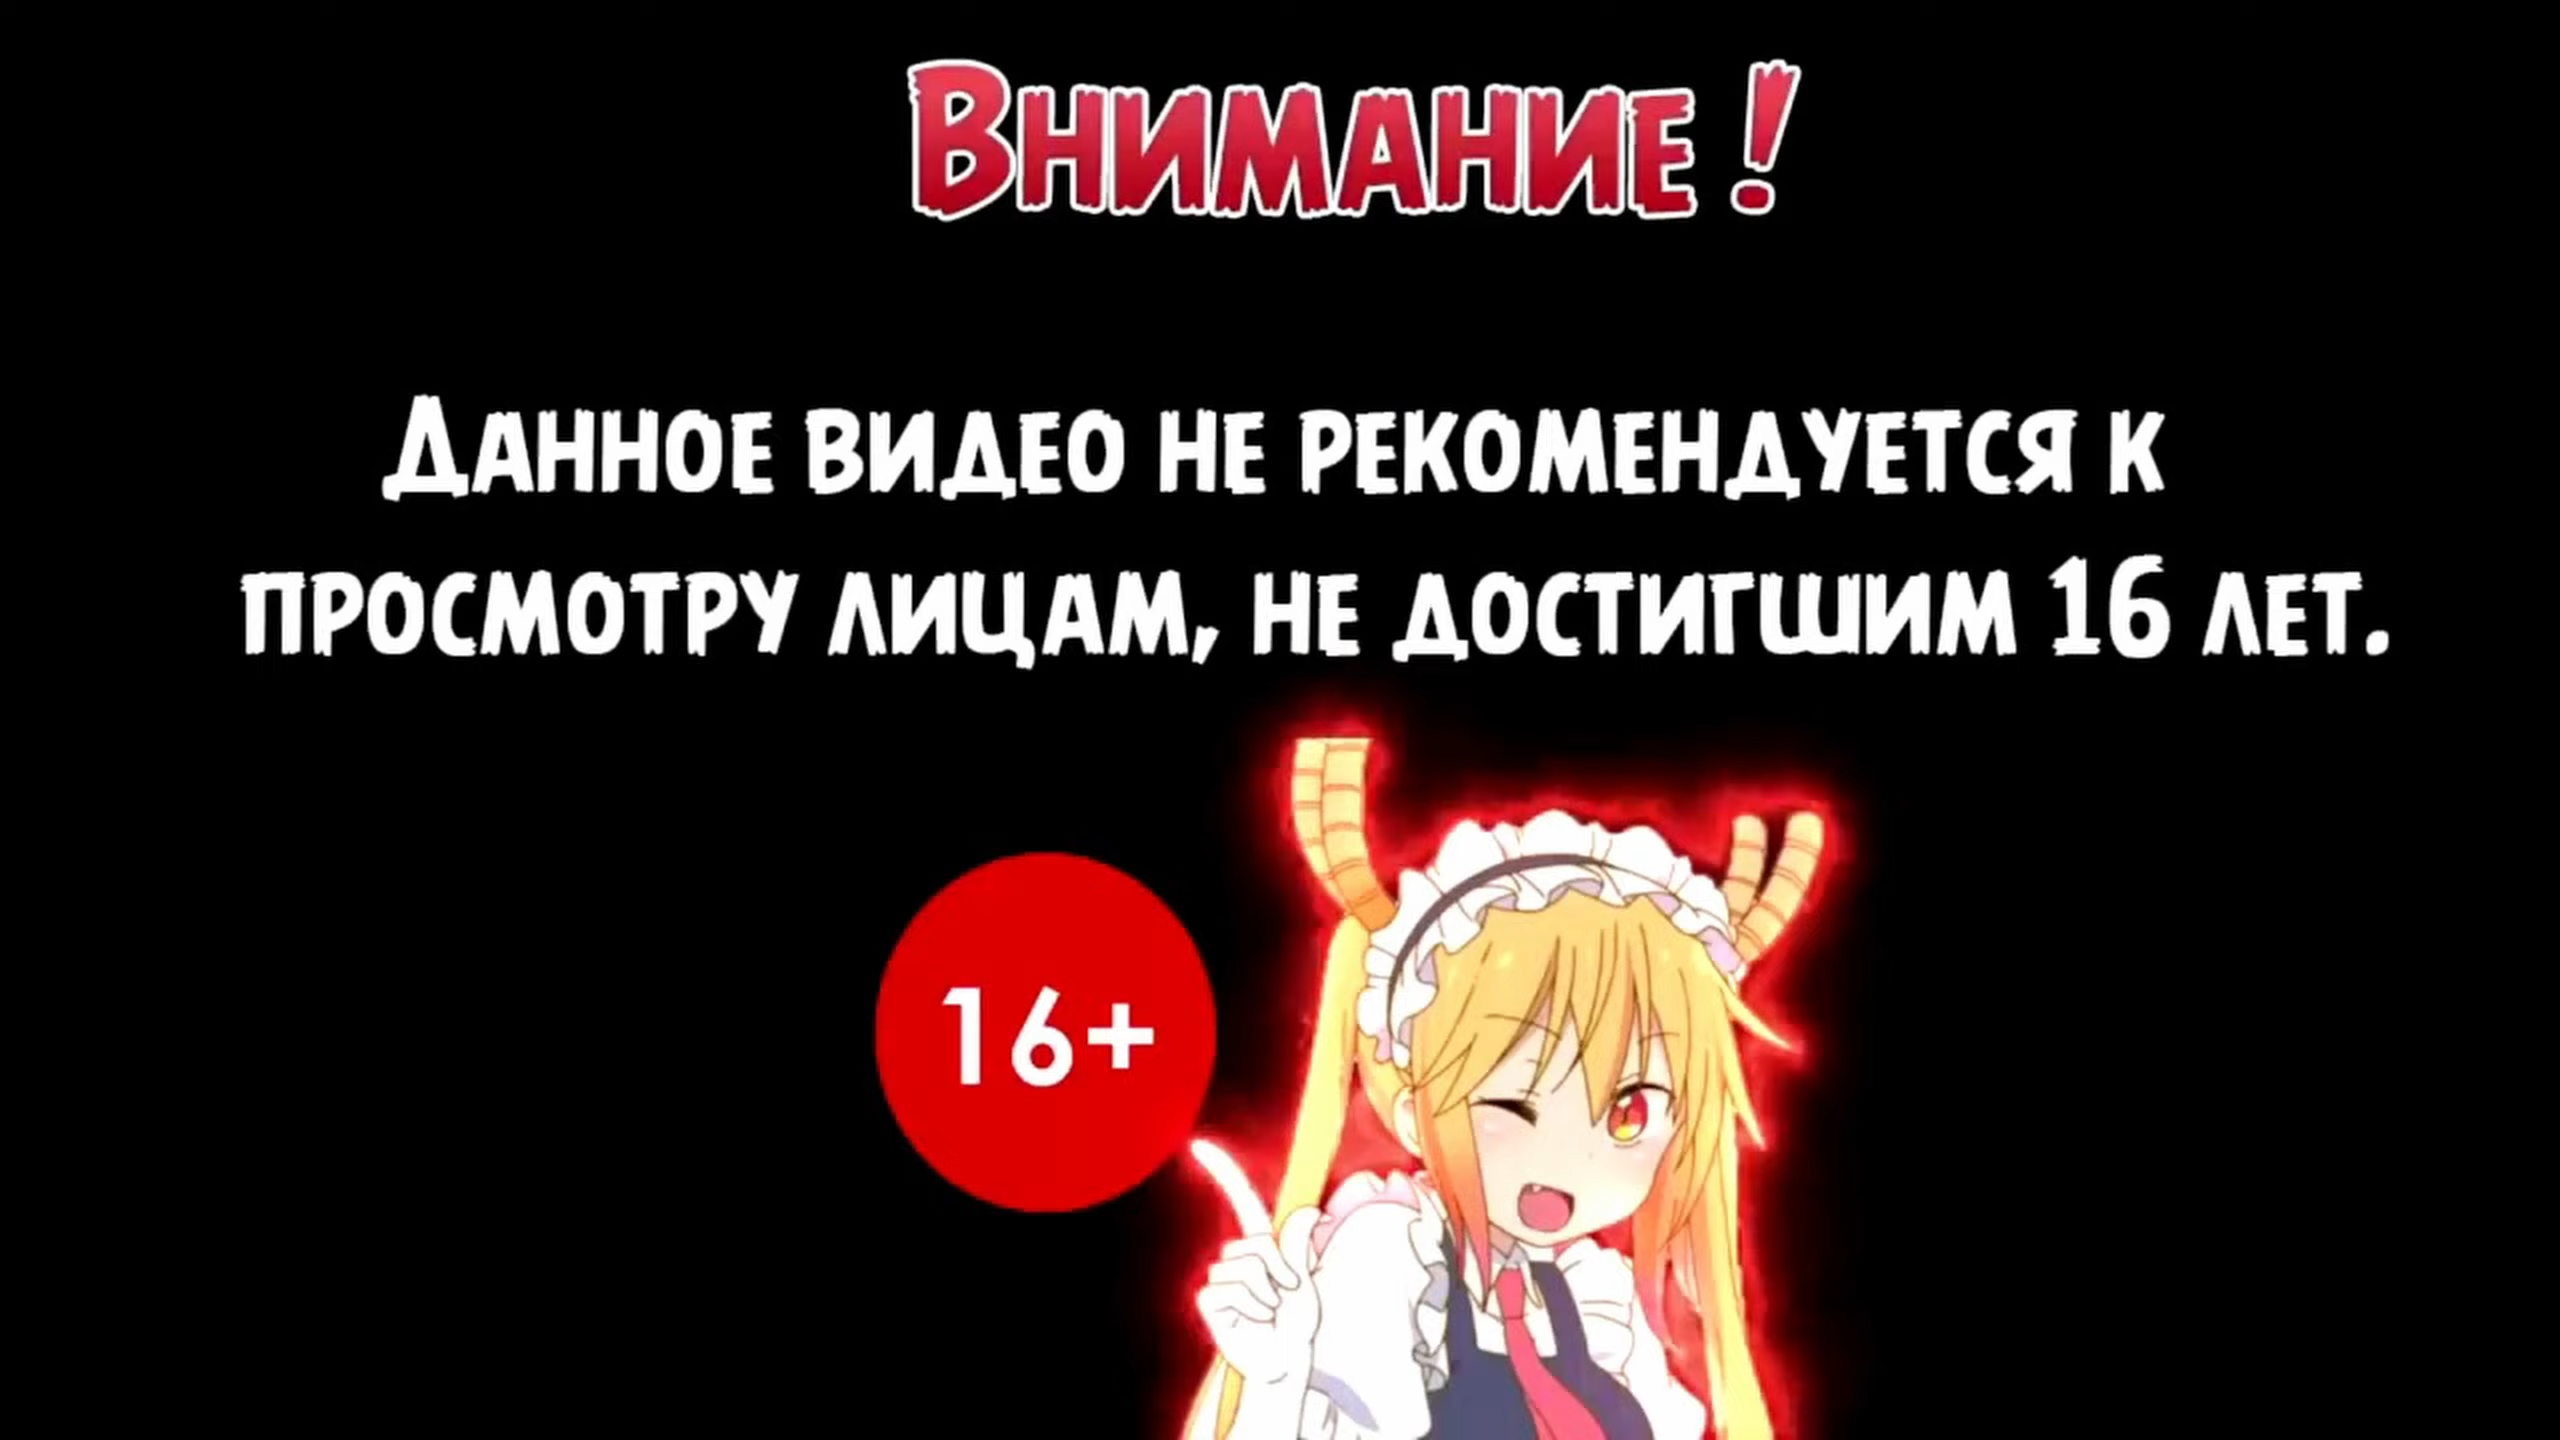 Внимание !
Данное видео не рекомендуется к
просмотру лицам, не достигшим 16 лет.
16+